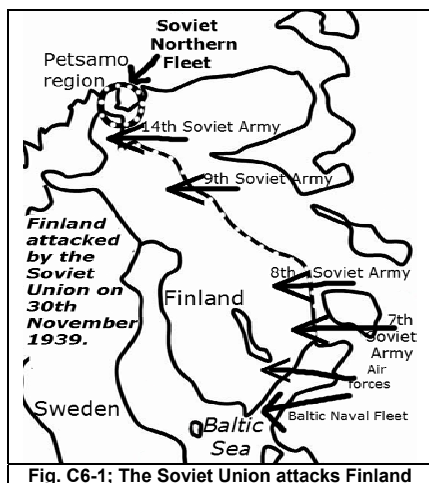 Soviet
Northern
Fleet
Petsamo
region
14th Soviet Army
9th Soviet Army
Finland
attacked
by the
Soviet
Union on
30th
November
1939.
8th Soviet Army
Finland
7th
Soviet
Army
Air
forces
Baltic Naval Fleet
Sweden
Baltic
Sea
Fig. C6-1; The Soviet Union attacks Finland